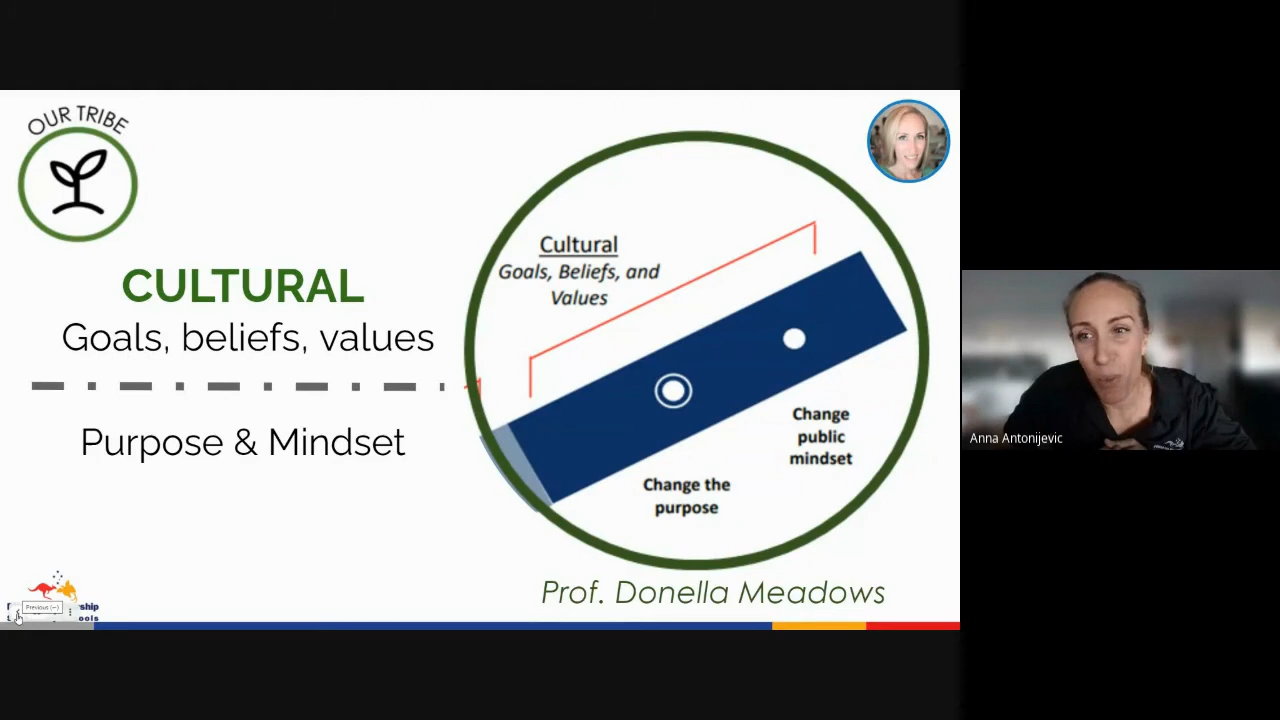 OUR TRIBE
CULTURAL
Goals, beliefs, values
Purpose & Mindset
Cultural
Goals, Beliefs, and
Values
Change
public
mindset
Change the
purpose
Prof. Donella Meadows
Previous (←)
Anna Antonijevic